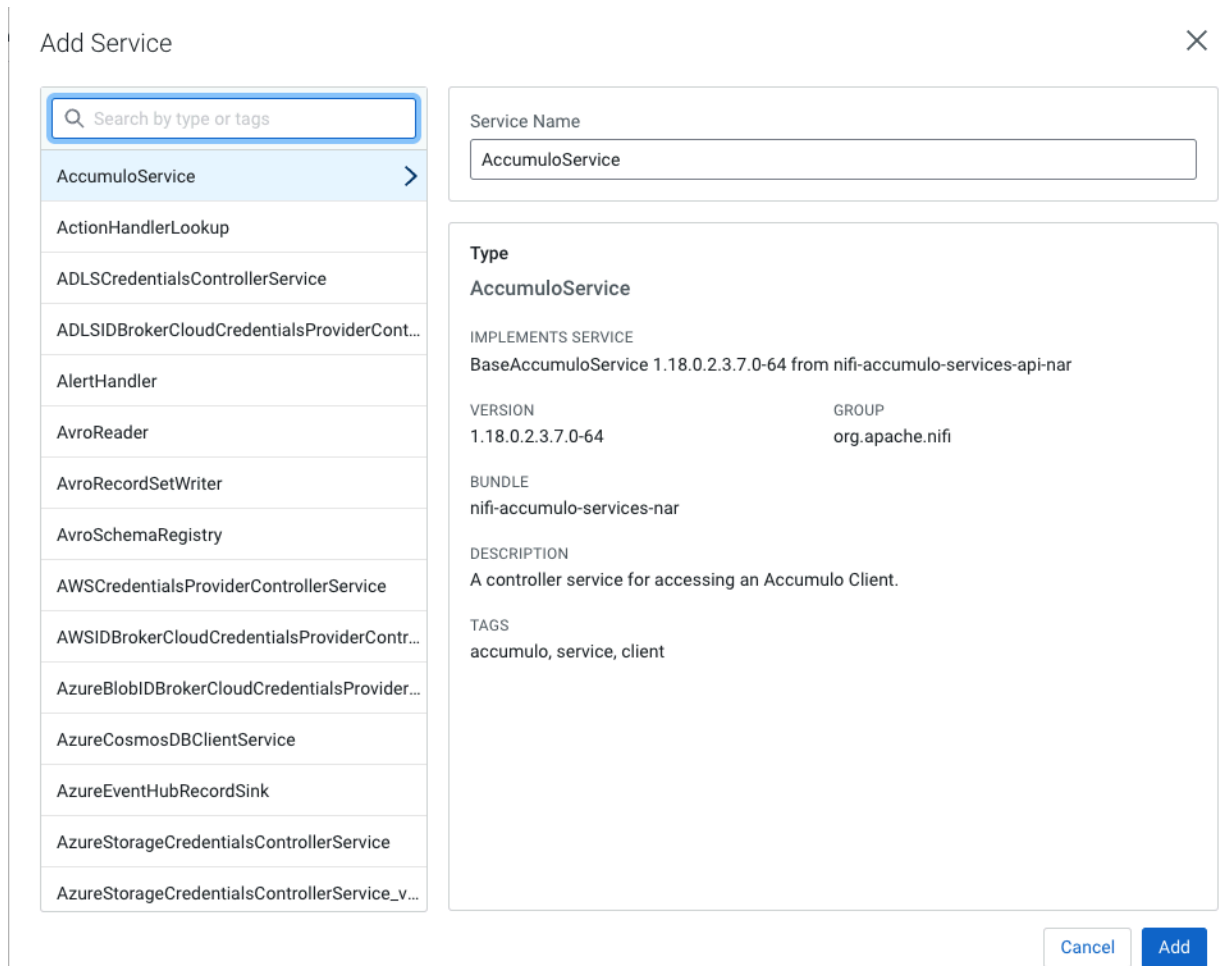 Add Service
Search by type or tags
AccumuloService
ActionHandlerLookup
ADLSCredentialsControllerService
ADLSIDBrokerCloudCredentialsProviderCont...
AlertHandler
AvroReader
AvroRecordSetWriter
AvroSchemaRegistry
AWSCredentialsProviderControllerService
AWSIDBrokerCloudCredentialsProviderContr...
AzureBlobIDBrokerCloudCredentialsProvider...
AzureCosmosDBClientService
AzureEventHubRecordSink
AzureStorageCredentialsControllerService
AzureStorageCredentialsControllerService_v...
Service Name
AccumuloService
Type
AccumuloService
IMPLEMENTS SERVICE
BaseAccumuloService 1.18.0.2.3.7.0-64 from nifi-accumulo-services-api-nar
VERSION GROUP
1.18.0.2.3.7.0-64 org.apache.nifi
BUNDLE
nifi-accumulo-services-nar
DESCRIPTION
A controller service for accessing an Accumulo Client.
TAGS
accumulo, service, client
Cancel Add